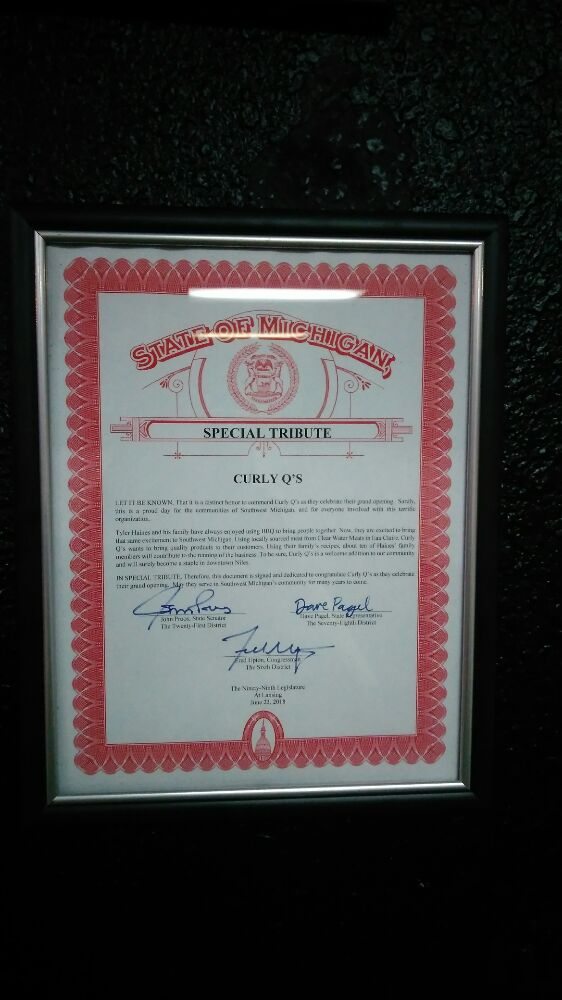 STATE OF MICHIGAN
SPECIAL TRIBUTE
CURLY Q'S
LET IT BE KNOWN, That it is a distinct honor to commend Curly Q's as they celebrate their grand opening. Surely,
this is a proud day for the communities of Southwest Michigan, and for everyone involved with this terrific
organization.
Tyler Haines and his family have always enjoyed using BBQ to bring people together. Now, they are excited to bring
that same excitement to Southwest Michigan. Using locally sourced meat from Clear Water Meats in Eau Claire, Curly
Q's wants to bring quality products to their customers. Using their family's recipes, about ten of Haines' family
members will contribute to the running of the business. To be sure, Curly Q's is a welcome addition to our community
and will surely become a staple in downtown Niles.
IN SPECIAL TRIBUTE, Therefore, this document is signed and dedicated to congratulate Curly Q's as they celebrate
their grand opening. May they serve in Southwest Michigan's community for many years to come.
Dave Pagel
John Proos, State Senator Dave Pagel, State Representative
The Twenty-First District The Seventy-Eighth District
Fred Upton, Congressman
The Sixth District
The Ninety-Ninth Legislature
At Lansing
June 22, 2018